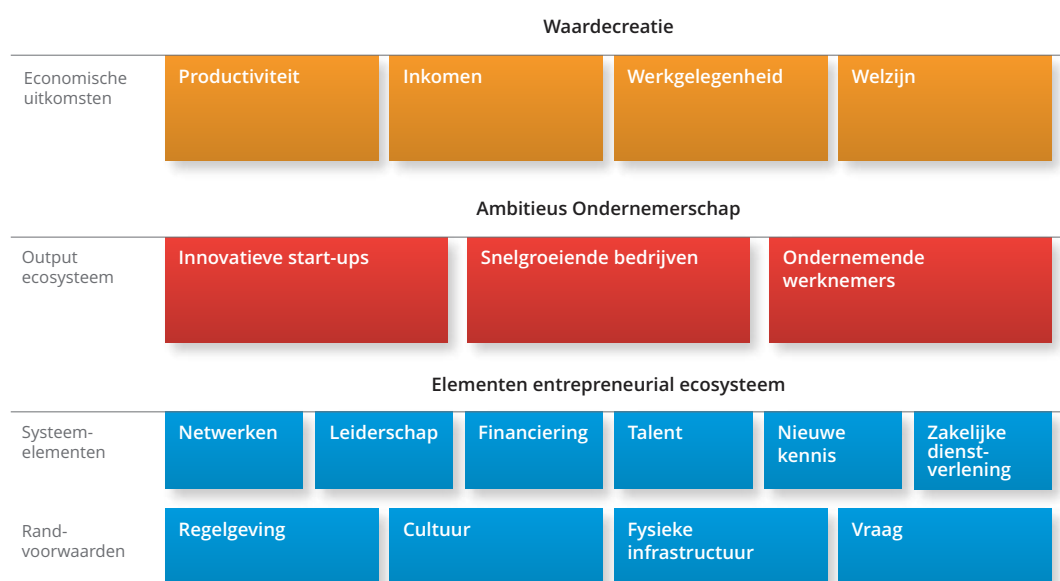 Waardecreatie
Economische
uitkomsten
Productiviteit
Inkomen
Werkgelegenheid
Welzijn
Ambitieus Ondernemerschap
Output
ecosysteem
Innovatieve start-ups
Snelgroeiende bedrijven
Ondernemende
werknemers
Elementen entrepreneurial ecosysteem
Systeem-
elementen
Netwerken
Leiderschap
Financiering
Talent
Nieuwe
kennis
Zakelijke
dienst-
verlening
Rand-
voorwaarden
Regelgeving
Cultuur
Fysieke
infrastructuur
Vraag